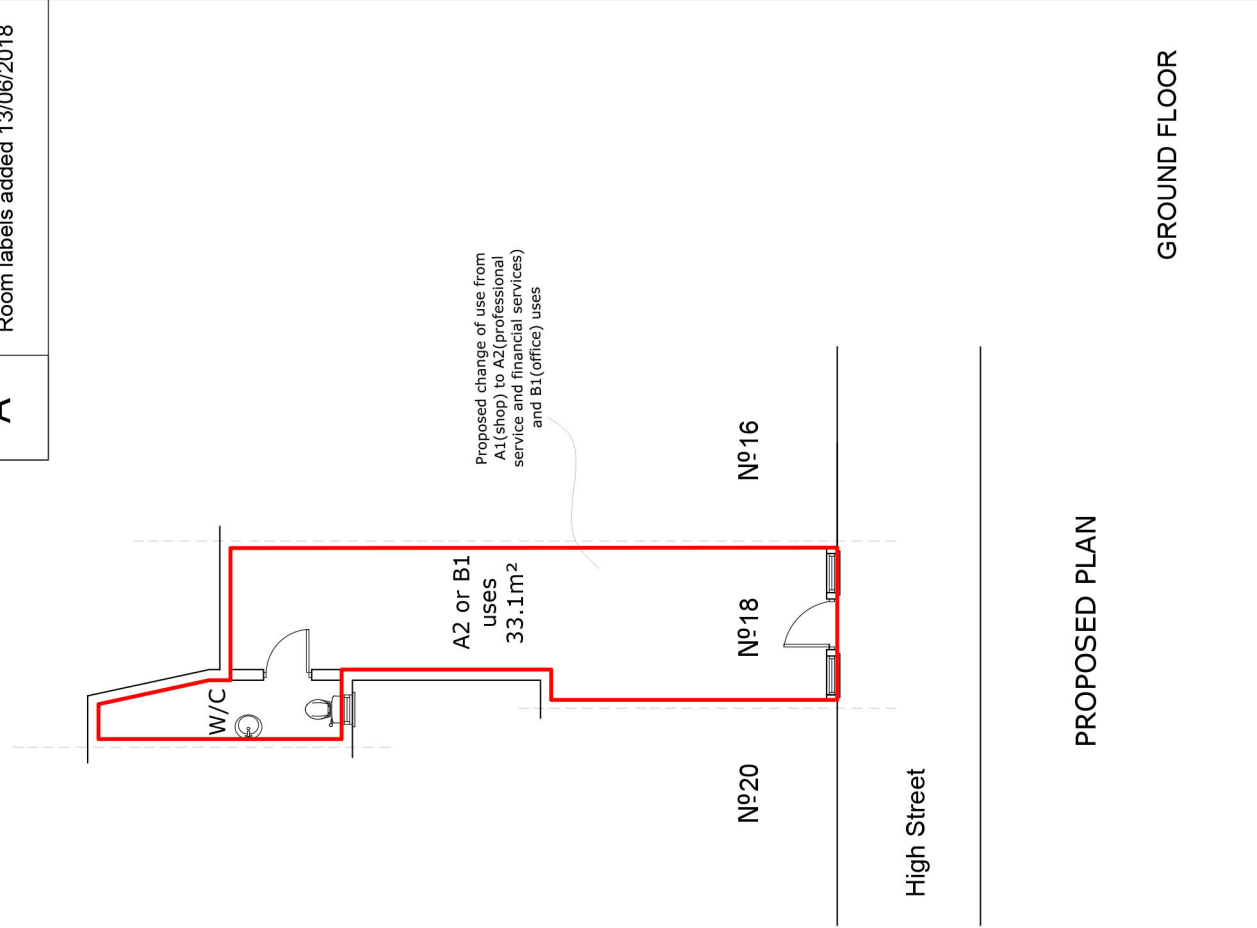 A
Room labels added 13/06/2018
W/C
Proposed change of use from
A1(shop) to A2(professional
service and financial services)
and B1(office) uses
A2 or B1
uses
33.1m²
Nº20
Nº18
Nº16
High Street
PROPOSED PLAN
GROUND FLOOR